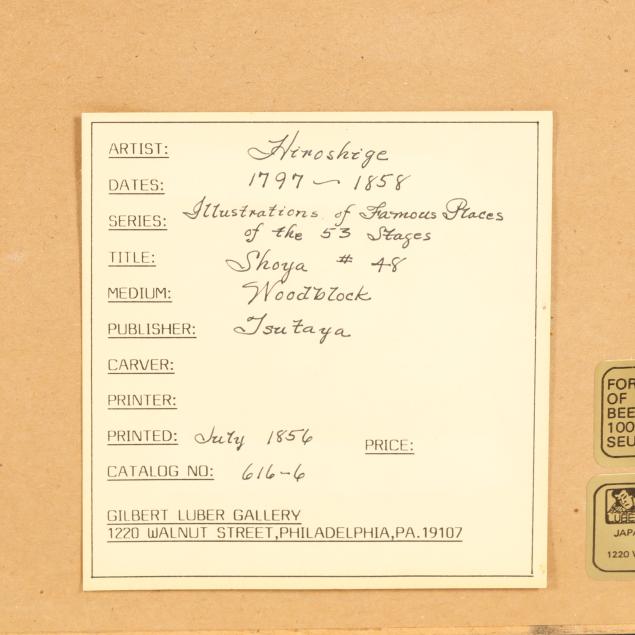 ARTIST: Hiroshige
DATES: 1797 – 1858
SERIES: Illustrations of Famous Places
of the 53 Stages
TITLE: Shoya # 48
MEDIUM: Woodblock
PUBLISHER: Tsutaya
CARVER:
PRINTER:
PRINTED: July 1856 PRICE:
CATALOG NO: 616-6
GILBERT LUBER GALLERY
1220 WALNUT STREET,PHILADELPHIA,PA.19107
FOR
OF
BEE
100
SEU
LUBE
JAPA
1220 W